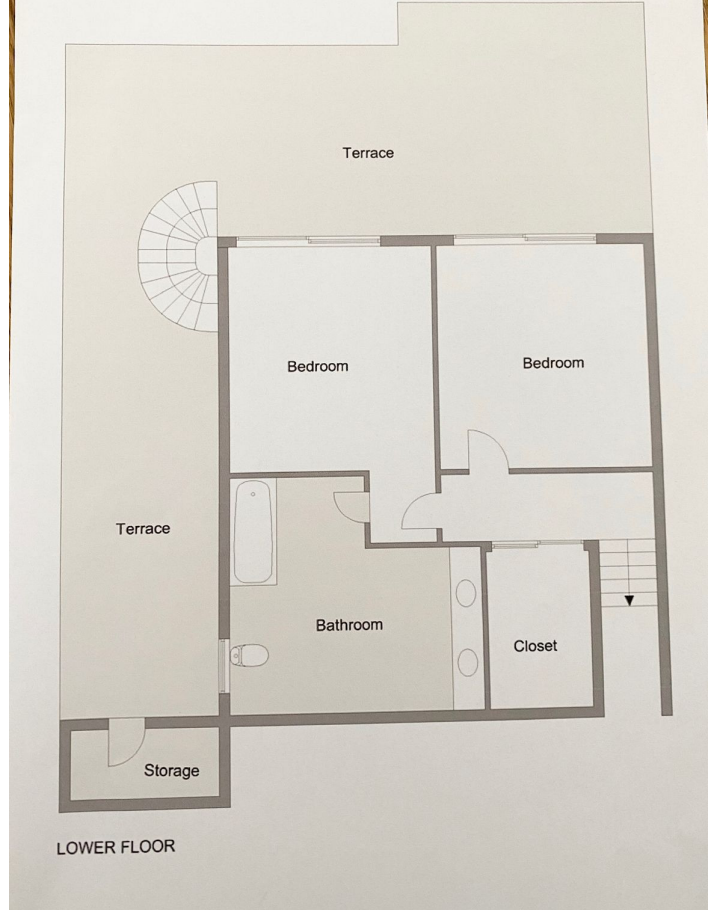 Terrace
Bedroom
Bedroom
Terrace
Bathroom
Closet
Storage
LOWER FLOOR